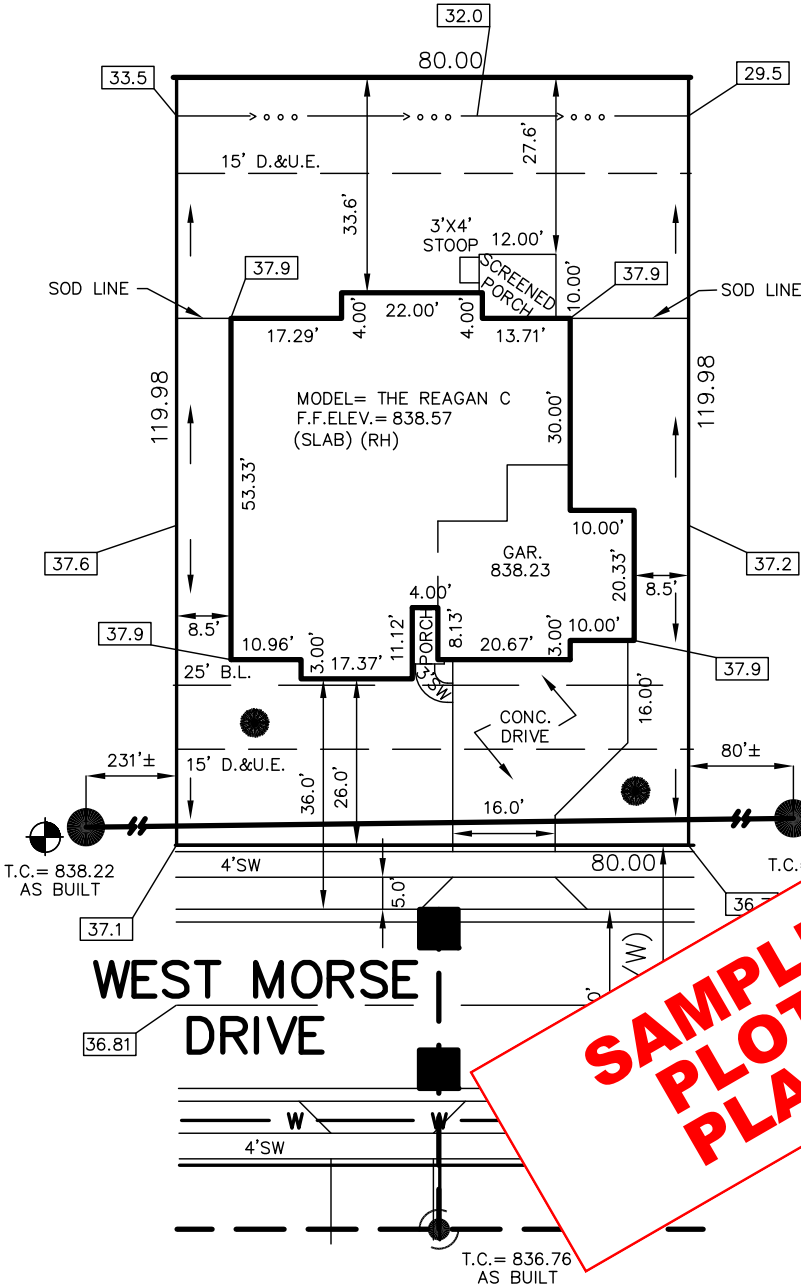 32.0
80.00
33.5
29.5
15' D.&U.E.
33.6'
27.6'
3'X4'
STOOP
12.00'
SCREENED
PORCH
10.00'
37.9
37.9
SOD LINE
SOD LINE
22.00'
4.00'
4.00'
17.29'
13.71'
119.98
119.98
MODEL= THE REAGAN C
F.F.ELEV.= 838.57
(SLAB) (RH)
30.00'
53.33'
10.00'
GAR.
838.23
20.33'
37.6
37.2
8.5'
8.5'
4.00'
37.9
10.96'
3.00'
17.37'
11.12'
PORCH
8.13'
20.67'
3.00'
10.00'
37.9
25' B.L.
3'SW
16.00'
CONC.
DRIVE
231'±
15' D.&U.E.
36.0'
26.0'
80'±
16.0'
T.C.= 838.22
AS BUILT
4'SW
80.00
T.C.
5.0'
37.1
WEST MORSE
DRIVE
36.81
W
W
4'SW
T.C.= 836.76
AS BUILT
SAMPL
PLOT
PLA